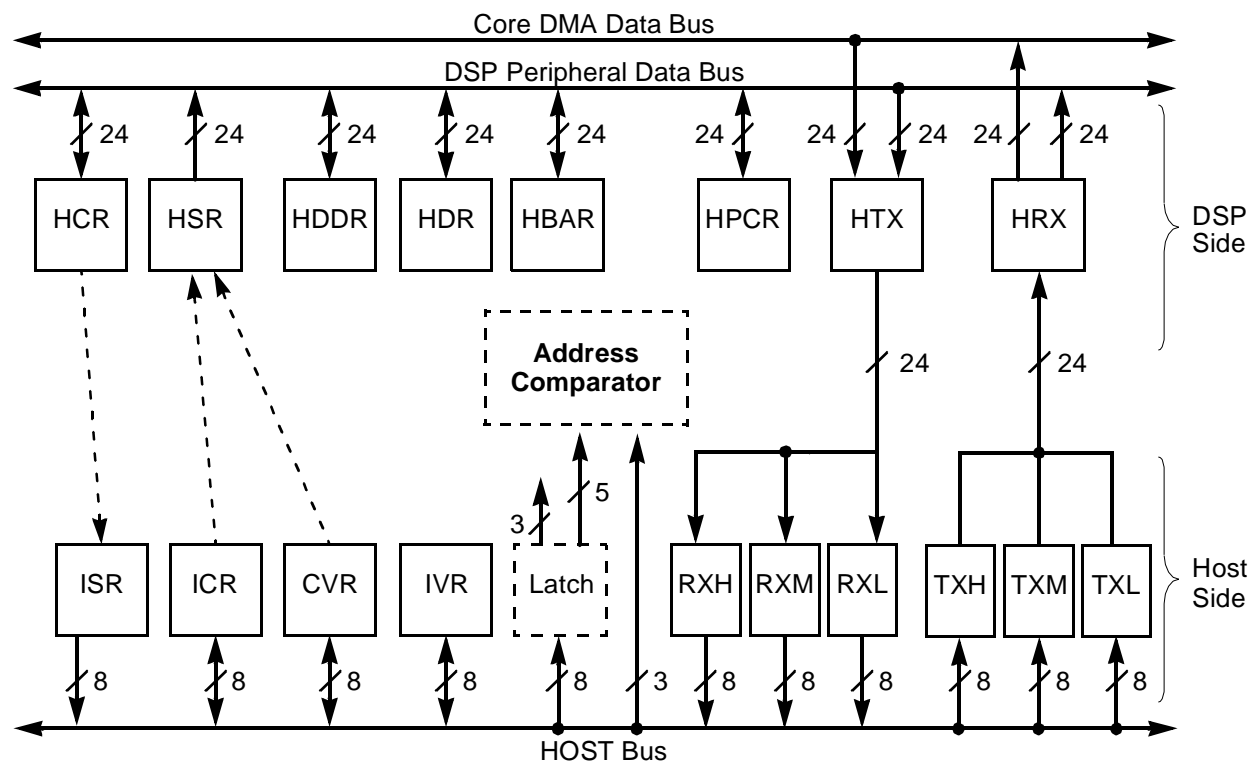 Core DMA Data Bus
DSP Peripheral Data Bus
24 24 24 24 24 24 24 24 24 24
HCR HSR HDDR HDR HBAR HPCR HTX HRX
DSP
Side
Address
Comparator
24 24
5
3
ISR ICR CVR IVR Latch RXH RXM RXL TXH TXM TXL
Host
Side
8 8 8 8 8 3 8 8 8 8 8 8
HOST Bus